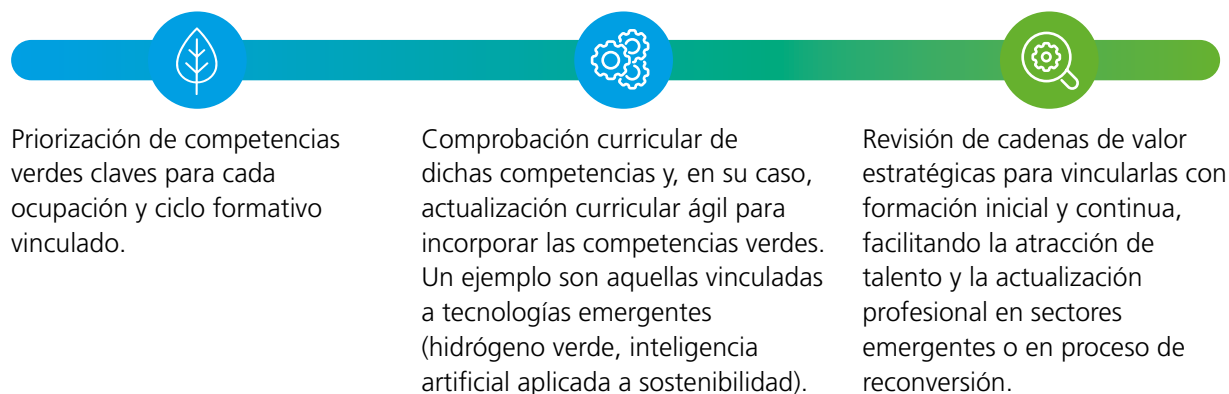 Priorización de competencias
verdes claves para cada
ocupación y ciclo formativo
vinculado.
Comprobación curricular de
dichas competencias y, en su caso,
actualización curricular ágil para
incorporar las competencias verdes.
Un ejemplo son aquellas vinculadas
a tecnologías emergentes
(hidrógeno verde, inteligencia
artificial aplicada a sostenibilidad).
Revisión de cadenas de valor
estratégicas para vincularlas con
formación inicial y continua,
facilitando la atracción de
talento y la actualización
profesional en sectores
emergentes o en proceso de
reconversión.